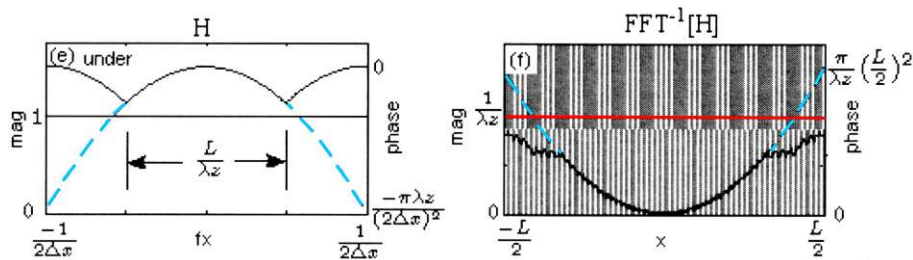 H
(e) under
mag
1
0
0
phase
L/λz
-πλz/(2Δx)²
-1/2Δx
fx
1/2Δx
FFT⁻¹[H]
(f)
mag
1/λz
0
π/λz (L/2)²
phase
0
-L/2
x
L/2